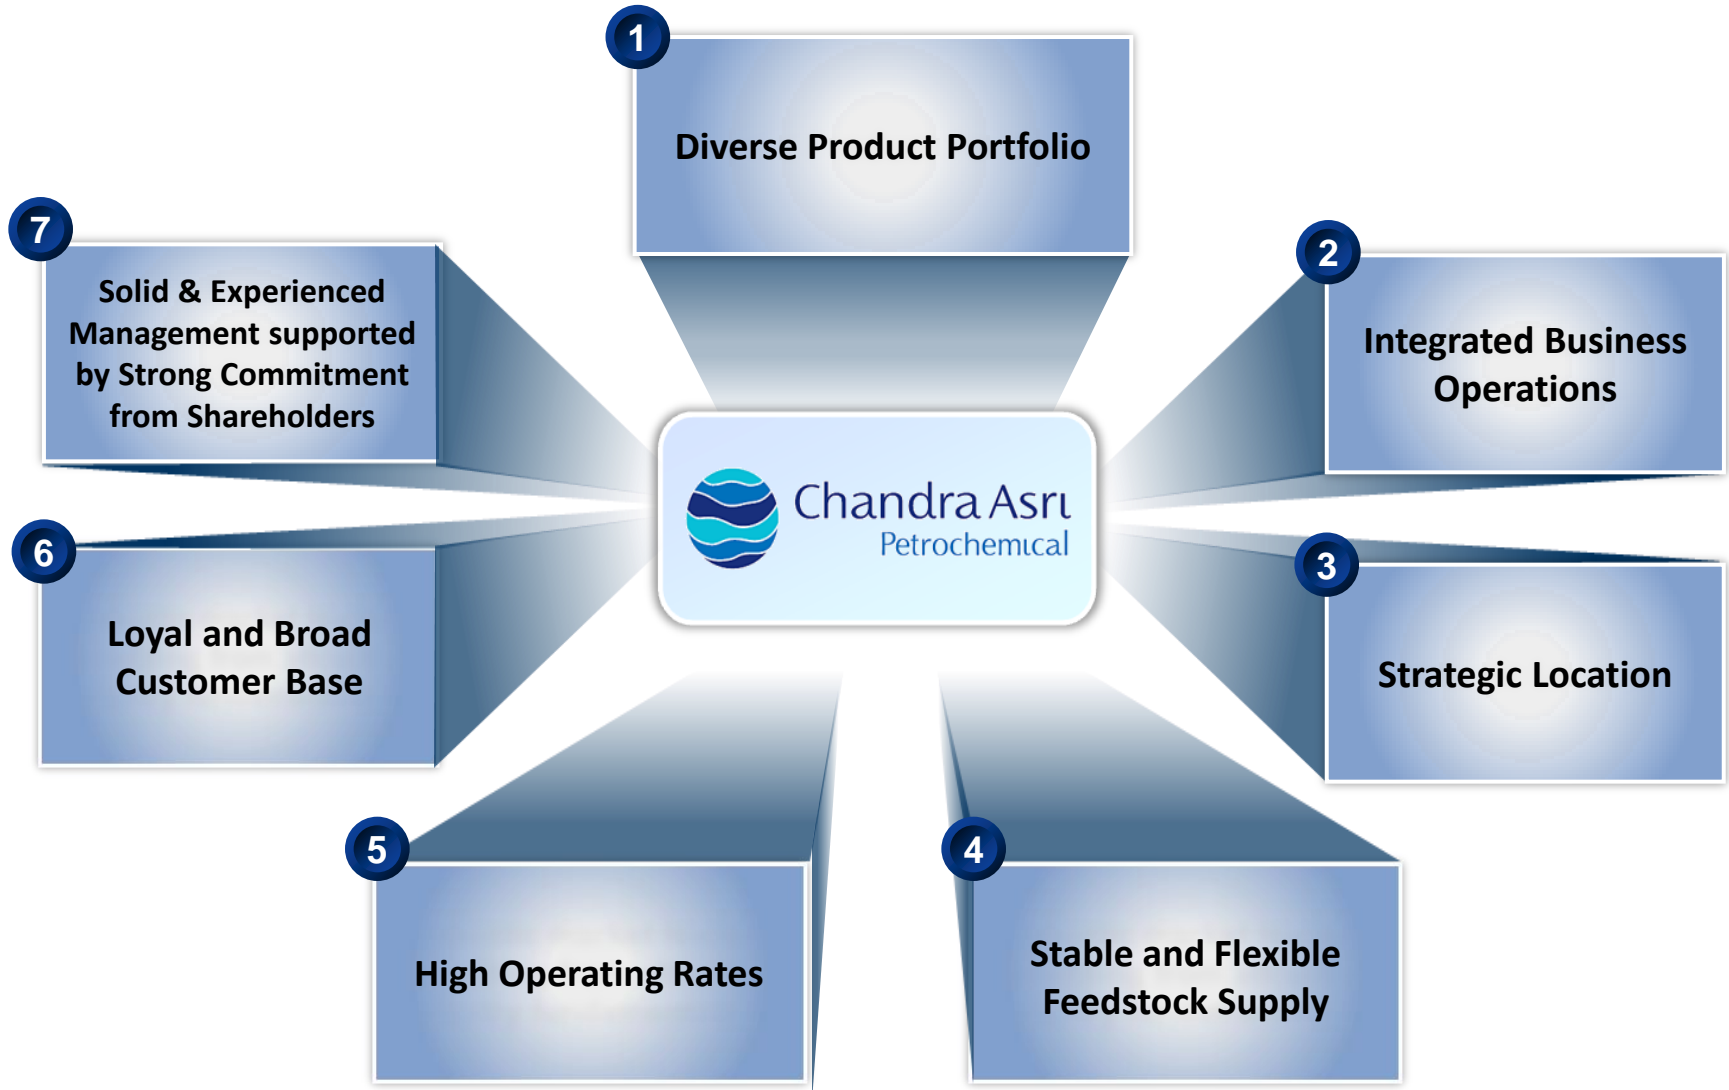 1
Diverse Product Portfolio
2
Integrated Business
Operations
3
Strategic Location
4
Stable and Flexible
Feedstock Supply
5
High Operating Rates
6
Loyal and Broad
Customer Base
7
Solid & Experienced
Management supported
by Strong Commitment
from Shareholders
Chandra Asri
Petrochemical